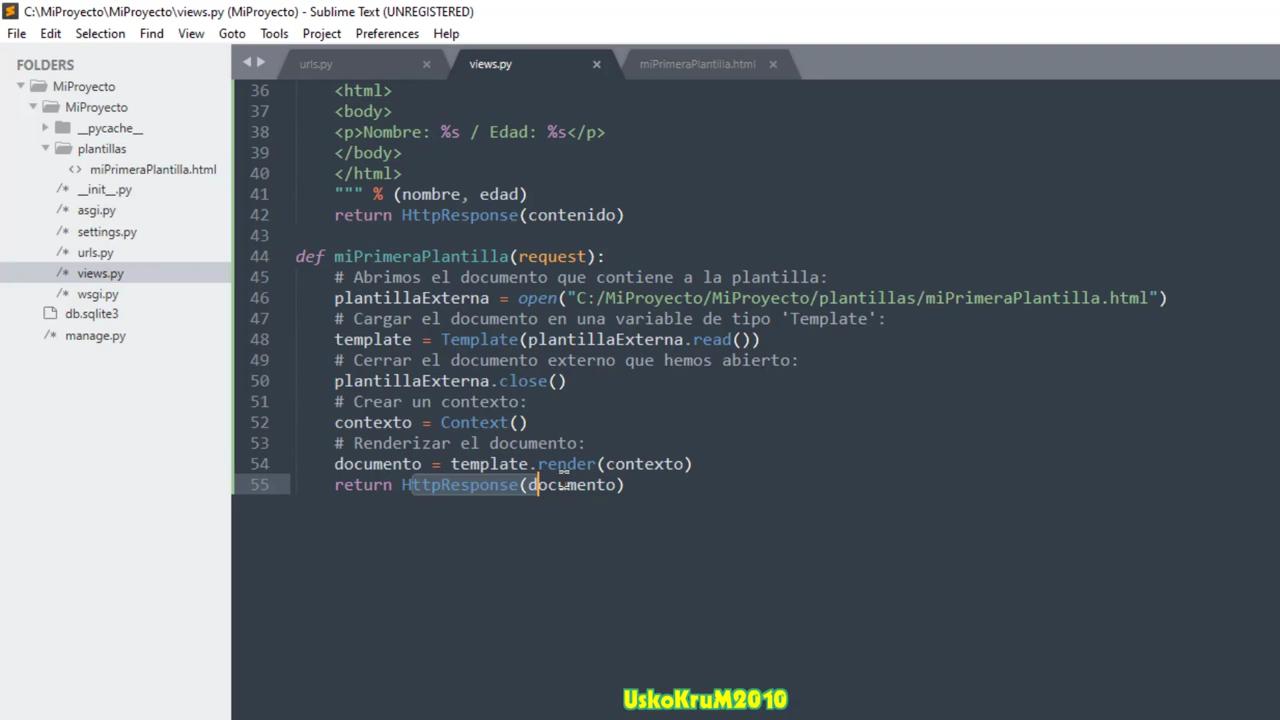 C:\MiProyecto\MiProyecto\views.py (MiProyecto) - Sublime Text (UNREGISTERED)
File Edit Selection Find View Goto Tools Project Preferences Help
FOLDERS
MiProyecto
MiProyecto
__pycache__
plantillas
<> miPrimeraPlantilla.html
/* __init__.py
/* asgi.py
/* settings.py
/* urls.py
/* views.py
/* wsgi.py
db.sqlite3
/* manage.py
urls.py × views.py × miPrimeraPlantilla.html ×
36 <html>
37 <body>
38 <p>Nombre: %s / Edad: %s</p>
39 </body>
40 </html>
41 """ % (nombre, edad)
42 return HttpResponse(contenido)
43
44 def miPrimeraPlantilla(request):
45 # Abrimos el documento que contiene a la plantilla:
46 plantillaExterna = open("C:/MiProyecto/MiProyecto/plantillas/miPrimeraPlantilla.html")
47 # Cargar el documento en una variable de tipo 'Template':
48 template = Template(plantillaExterna.read())
49 # Cerrar el documento externo que hemos abierto:
50 plantillaExterna.close()
51 # Crear un contexto:
52 contexto = Context()
53 # Renderizar el documento:
54 documento = template.render(contexto)
55 return HttpResponse(documento)
UskoKruM2010